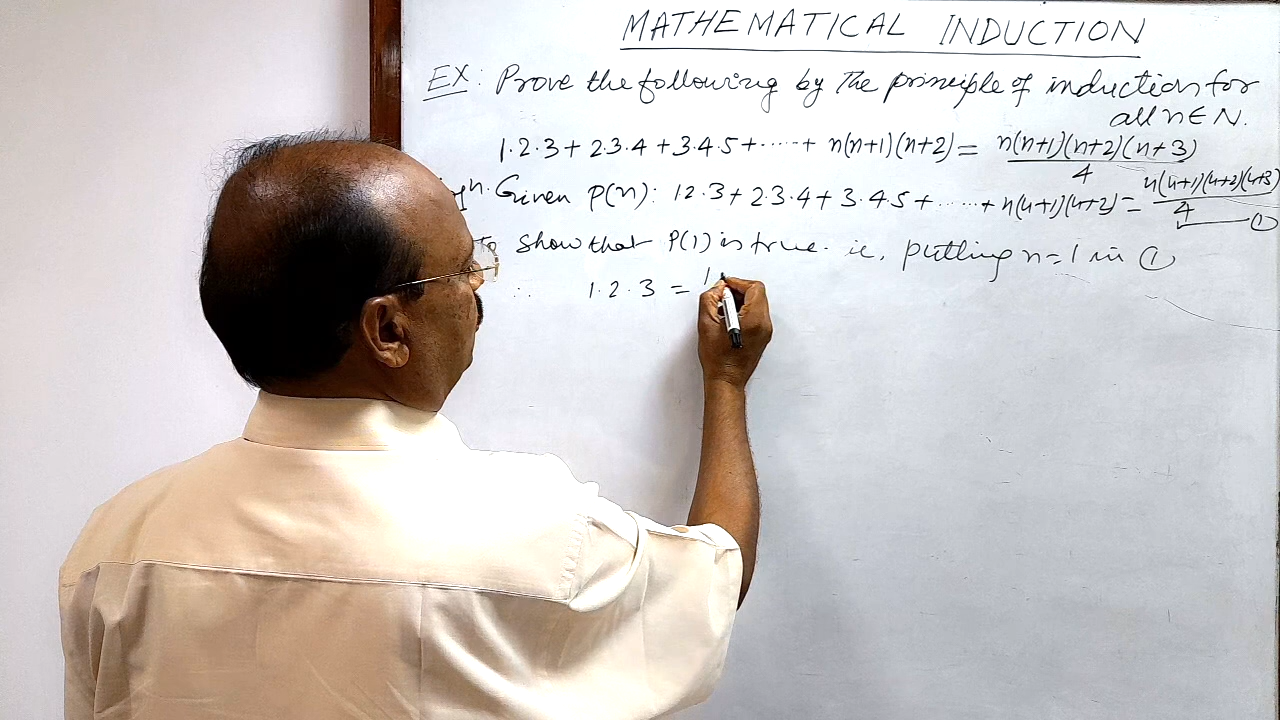 MATHEMATICAL INDUCTION
EX: Prove the following by the principle of induction for
all n∈N.
1.2.3+ 2.3.4 +3.4.5+.....+ n(n+1)(n+2)= n(n+1)(n+2)(n+3)/4
Given P(n): 12.3+2.3.4+3.4.5+.....+n(n+1)(n+2)= n(n+1)(n+2)(n+3)/4 ①
to show that P(1) is true. ie, putting n=1 in ①
∴ 1.2.3 = 1.